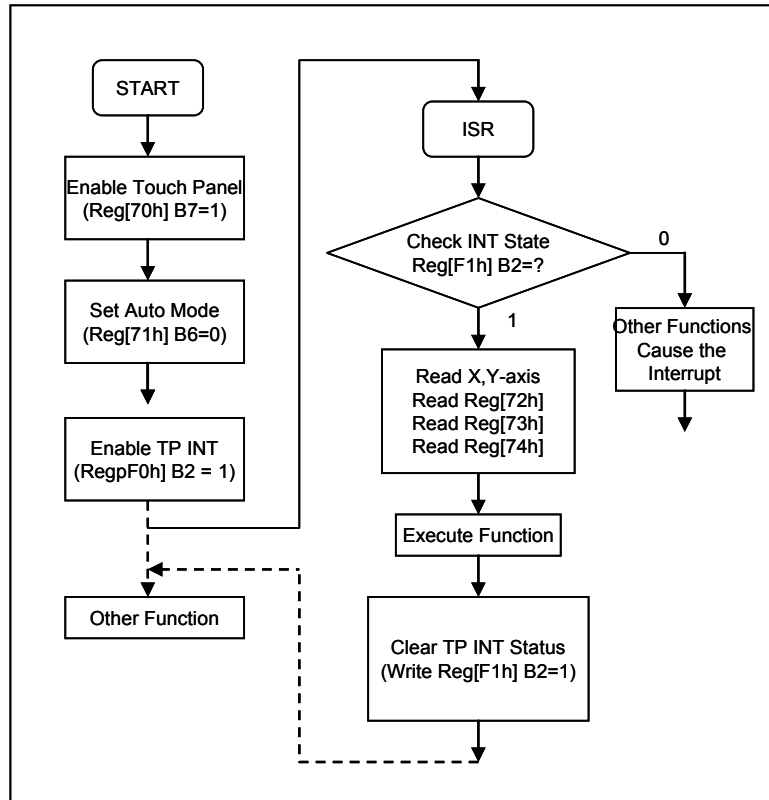 START
Enable Touch Panel
(Reg[70h] B7=1)
Set Auto Mode
(Reg[71h] B6=0)
Enable TP INT
(RegpF0h] B2 = 1)
Other Function
ISR
Check INT State
Reg[F1h] B2=?
0
1
Other Functions
Cause the
Interrupt
Read X,Y-axis
Read Reg[72h]
Read Reg[73h]
Read Reg[74h]
Execute Function
Clear TP INT Status
(Write Reg[F1h] B2=1)